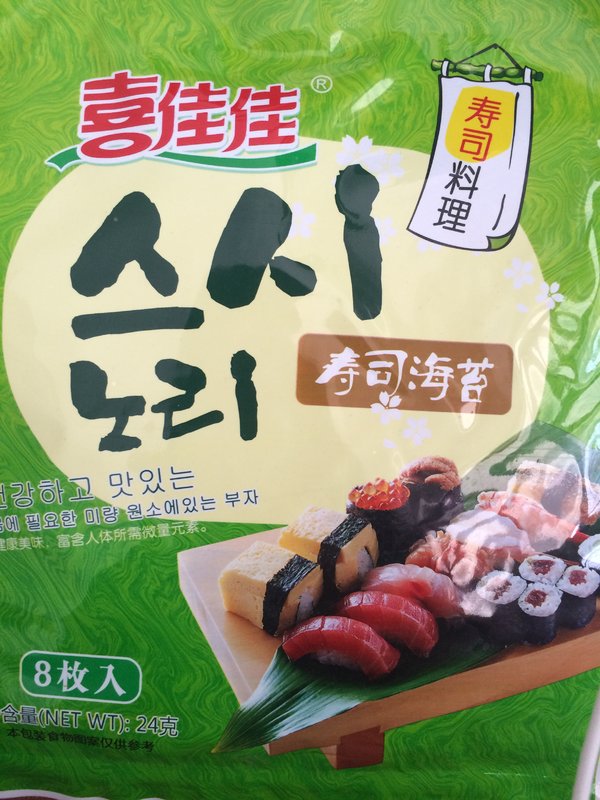 喜佳佳®
寿司料理
스시
노리
寿司海苔
건강하고 맛있는
몸에 필요한 미량 원소에있는 부자
健康美味，富含人体所需微量元素。
8枚入
含量(NET WT): 24克
本包装食物图案仅供参考